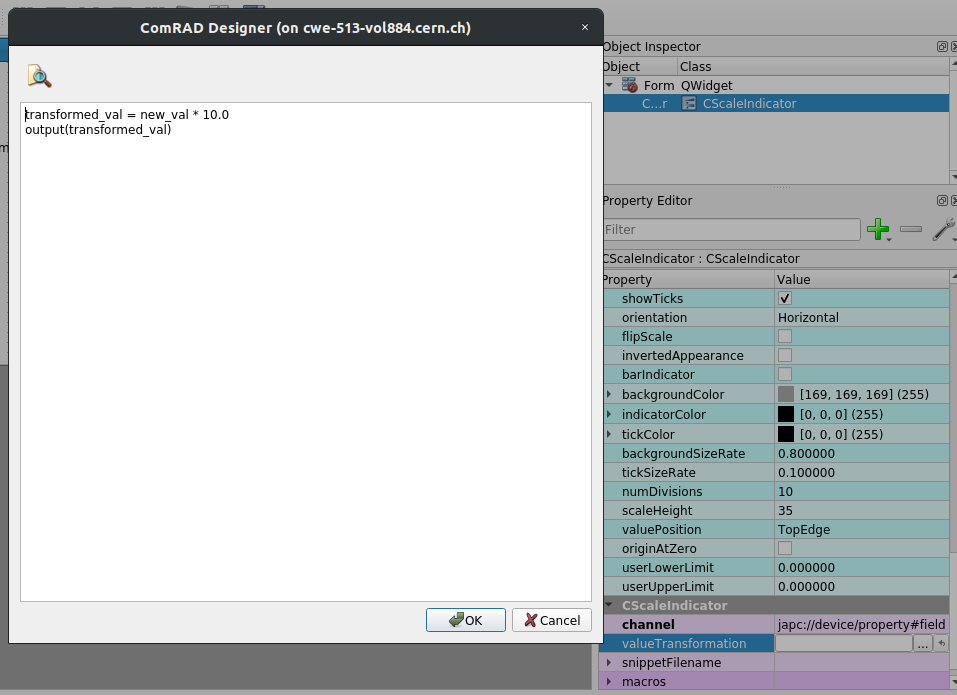 ComRAD Designer (on cwe-513-vol884.cern.ch)
transformed_val = new_val * 10.0
output(transformed_val)
OK
Cancel
Object Inspector
Object Class
Form QWidget
C...r CScaleIndicator
Property Editor
Filter
CScaleIndicator : CScaleIndicator
Property Value
showTicks
orientation Horizontal
flipScale
invertedAppearance
barIndicator
backgroundColor [169, 169, 169] (255)
indicatorColor [0, 0, 0] (255)
tickColor [0, 0, 0] (255)
backgroundSizeRate 0.800000
tickSizeRate 0.100000
numDivisions 10
scaleHeight 35
valuePosition TopEdge
originAtZero
userLowerLimit 0.000000
userUpperLimit 0.000000
CScaleIndicator
channel japc://device/property#field
valueTransformation ...
snippetFilename
macros